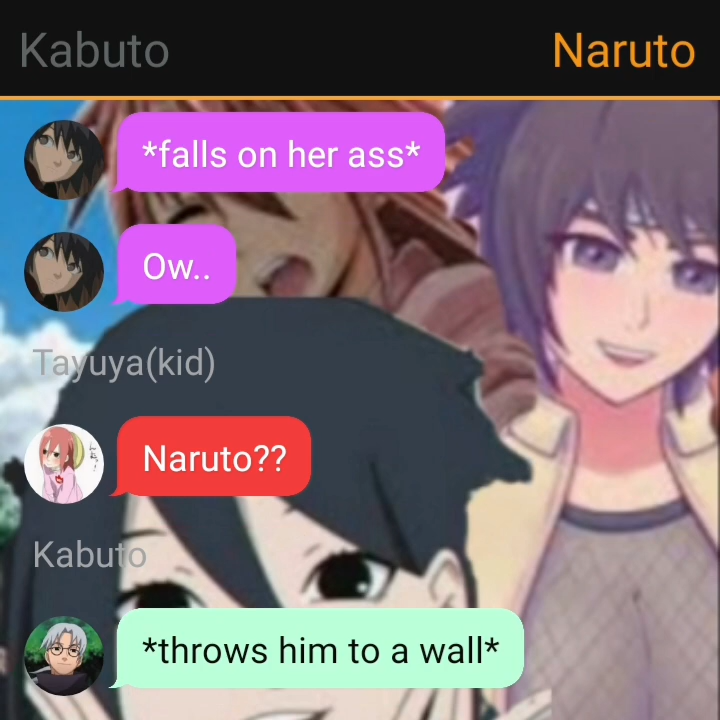 Kabuto
Naruto
*falls on her ass*
Ow..
Tayuya(kid)
Naruto??
Kabuto
*throws him to a wall*